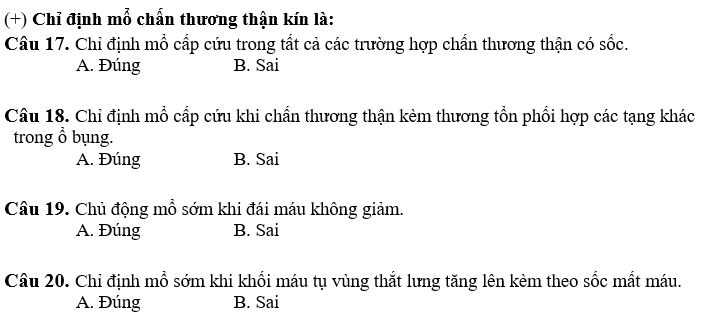 (+) Chỉ định mổ chấn thương thận kín là:
Câu 17. Chỉ định mổ cấp cứu trong tất cả các trường hợp chấn thương thận có sốc.
A. Đúng B. Sai
Câu 18. Chỉ định mổ cấp cứu khi chấn thương thận kèm thương tổn phối hợp các tạng khác
trong ổ bụng.
A. Đúng B. Sai
Câu 19. Chủ động mổ sớm khi đái máu không giảm.
A. Đúng B. Sai
Câu 20. Chỉ định mổ sớm khi khối máu tụ vùng thắt lưng tăng lên kèm theo sốc mất máu.
A. Đúng B. Sai